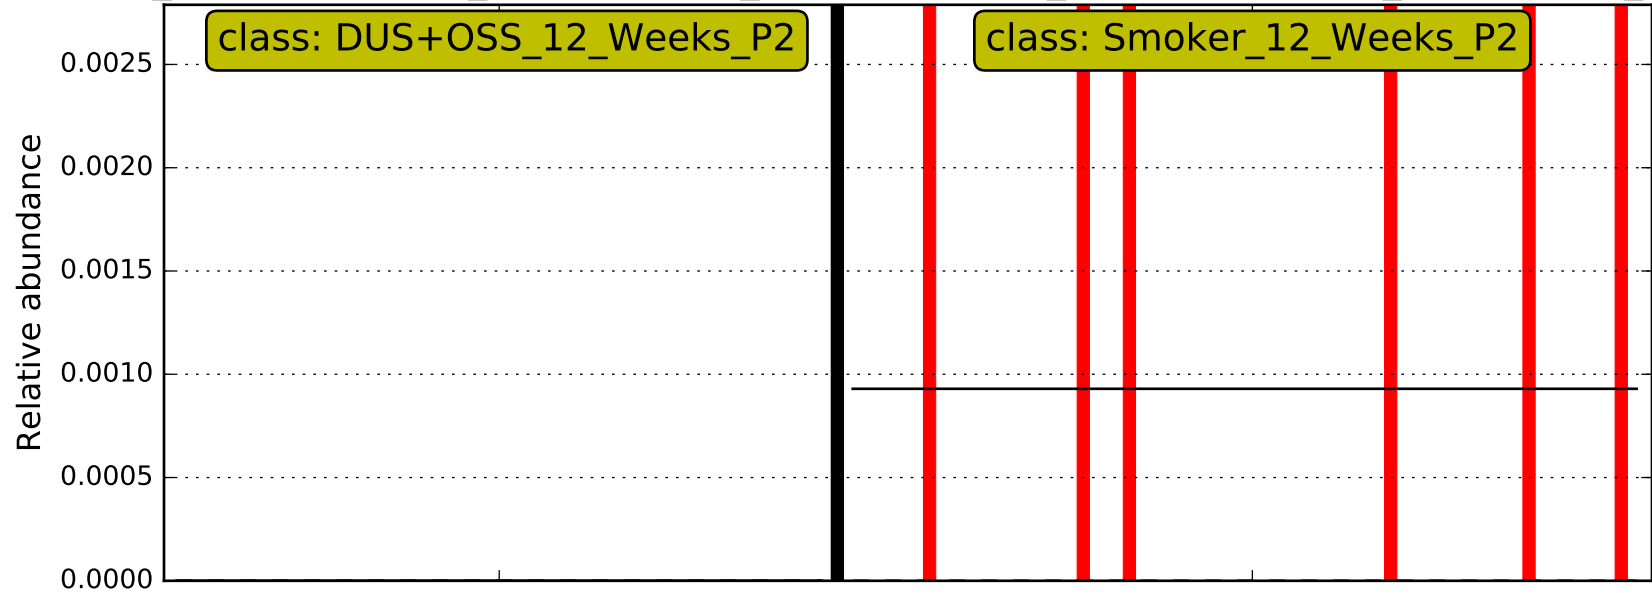 class: DUS+OSS_12_Weeks_P2
class: Smoker_12_Weeks_P2
Relative abundance
0.0025
0.0020
0.0015
0.0010
0.0005
0.0000